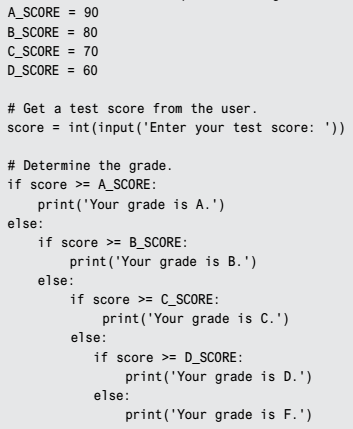 A_SCORE = 90
B_SCORE = 80
C_SCORE = 70
D_SCORE = 60

# Get a test score from the user.
score = int(input('Enter your test score: '))

# Determine the grade.
if score >= A_SCORE:
    print('Your grade is A.')
else:
    if score >= B_SCORE:
        print('Your grade is B.')
    else:
        if score >= C_SCORE:
            print('Your grade is C.')
        else:
            if score >= D_SCORE:
                print('Your grade is D.')
            else:
                print('Your grade is F.')